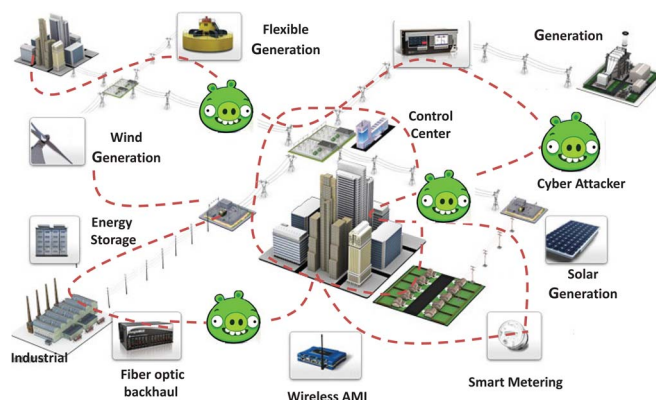 Flexible
Generation
Generation
Control
Center
Wind
Generation
Cyber Attacker
Energy
Storage
Solar
Generation
Industrial
Fiber optic
backhaul
Wireless AMI
Smart Metering